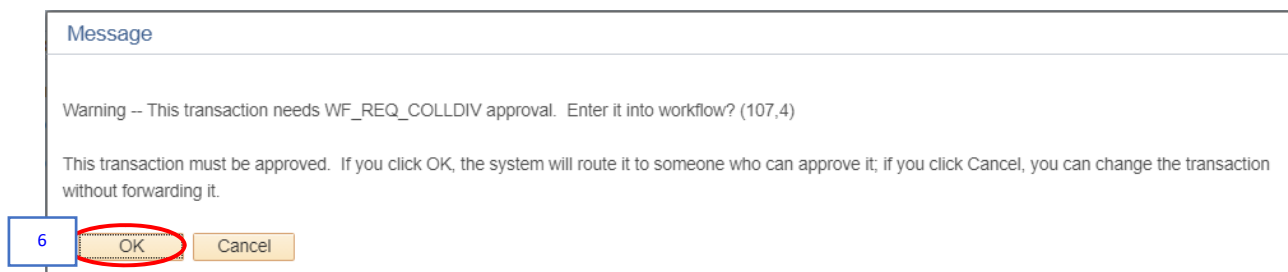 Message
Warning -- This transaction needs WF_REQ_COLLDIV approval.  Enter it into workflow? (107,4)
This transaction must be approved.  If you click OK, the system will route it to someone who can approve it; if you click Cancel, you can change the transaction
without forwarding it.
6 OK Cancel